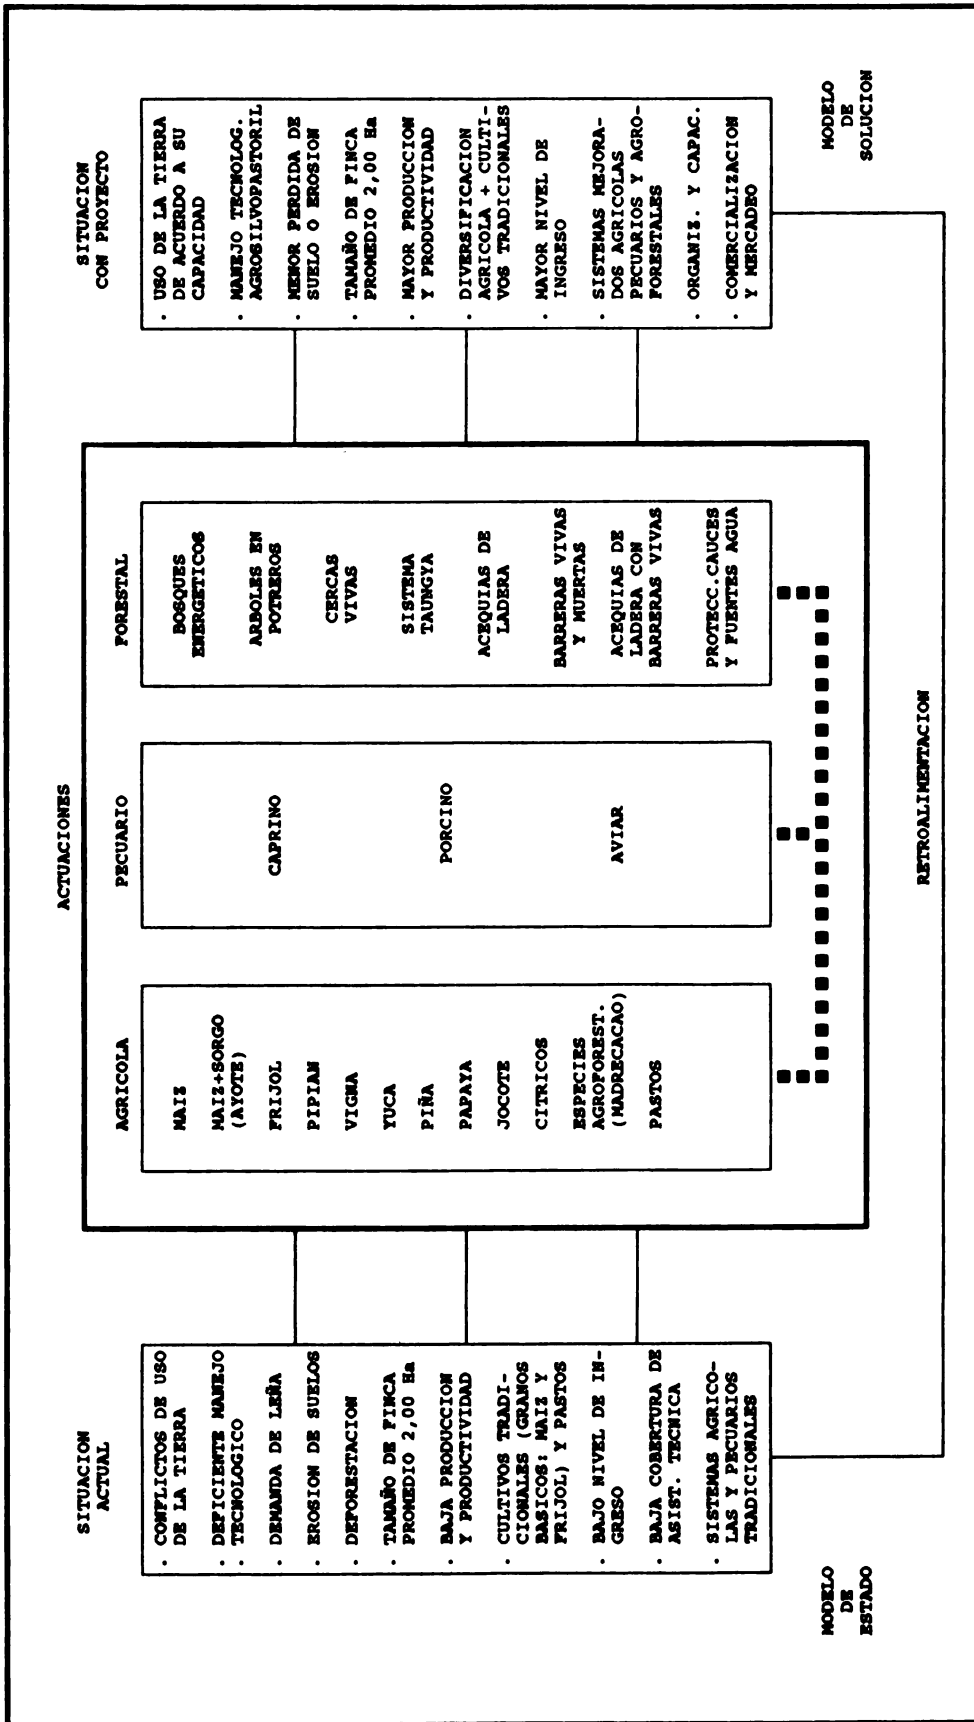 SITUACION
ACTUAL
. CONFLICTOS DE USO
DE LA TIERRA
. DEFICIENTE MANEJO
. TECNOLOGICO
. DEMANDA DE LEÑA
. EROSION DE SUELOS
. DEFORESTACION
. TAMAÑO DE FINCA
PROMEDIO 2,00 Ha
. BAJA PRODUCCION
Y PRODUCTIVIDAD
. CULTIVOS TRADI-
CIONALES (GRANOS
BASICOS: MAIZ Y
FRIJOL) Y PASTOS
. BAJO NIVEL DE IN-
GRESO
. BAJA COBERTURA DE
ASIST. TECNICA
. SISTEMAS AGRICO-
LAS Y PECUARIOS
TRADICIONALES
MODELO
DE
ESTADO
ACTUACIONES
AGRICOLA
MAIZ
MAIZ+SORGO
(AYOTE)
FRIJOL
PIPIAN
VIGNA
YUCA
PIÑA
PAPAYA
JOCOTE
CITRICOS
ESPECIES
AGROFOREST.
(MADRECACAO)
PASTOS
PECUARIO
CAPRINO
PORCINO
AVIAR
FORESTAL
BOSQUES
ENERGETICOS
ARBOLES EN
POTREROS
CERCAS
VIVAS
SISTEMA
TAUNGYA
ACEQUIAS DE
LADERA
BARRERAS VIVAS
Y MUERTAS
ACEQUIAS DE
LADERA CON
BARRERAS VIVAS
PROTECC.CAUCES
Y FUENTES AGUA
SITUACION
CON PROYECTO
. USO DE LA TIERRA
DE ACUERDO A SU
CAPACIDAD
. MANEJO TECNOLOG.
AGROSILVOPASTORIL
. MENOR PERDIDA DE
SUELO O EROSION
. TAMAÑO DE FINCA
PROMEDIO 2,00 Ha
. MAYOR PRODUCCION
Y PRODUCTIVIDAD
. DIVERSIFICACION
AGRICOLA + CULTI-
VOS TRADICIONALES
. MAYOR NIVEL DE
INGRESO
. SISTEMAS MEJORA-
DOS AGRICOLAS
PECUARIOS Y AGRO-
FORESTALES
. ORGANIZ. Y CAPAC.
. COMERCIALIZACION
Y MERCADEO
MODELO
DE
SOLUCION
RETROALIMENTACION